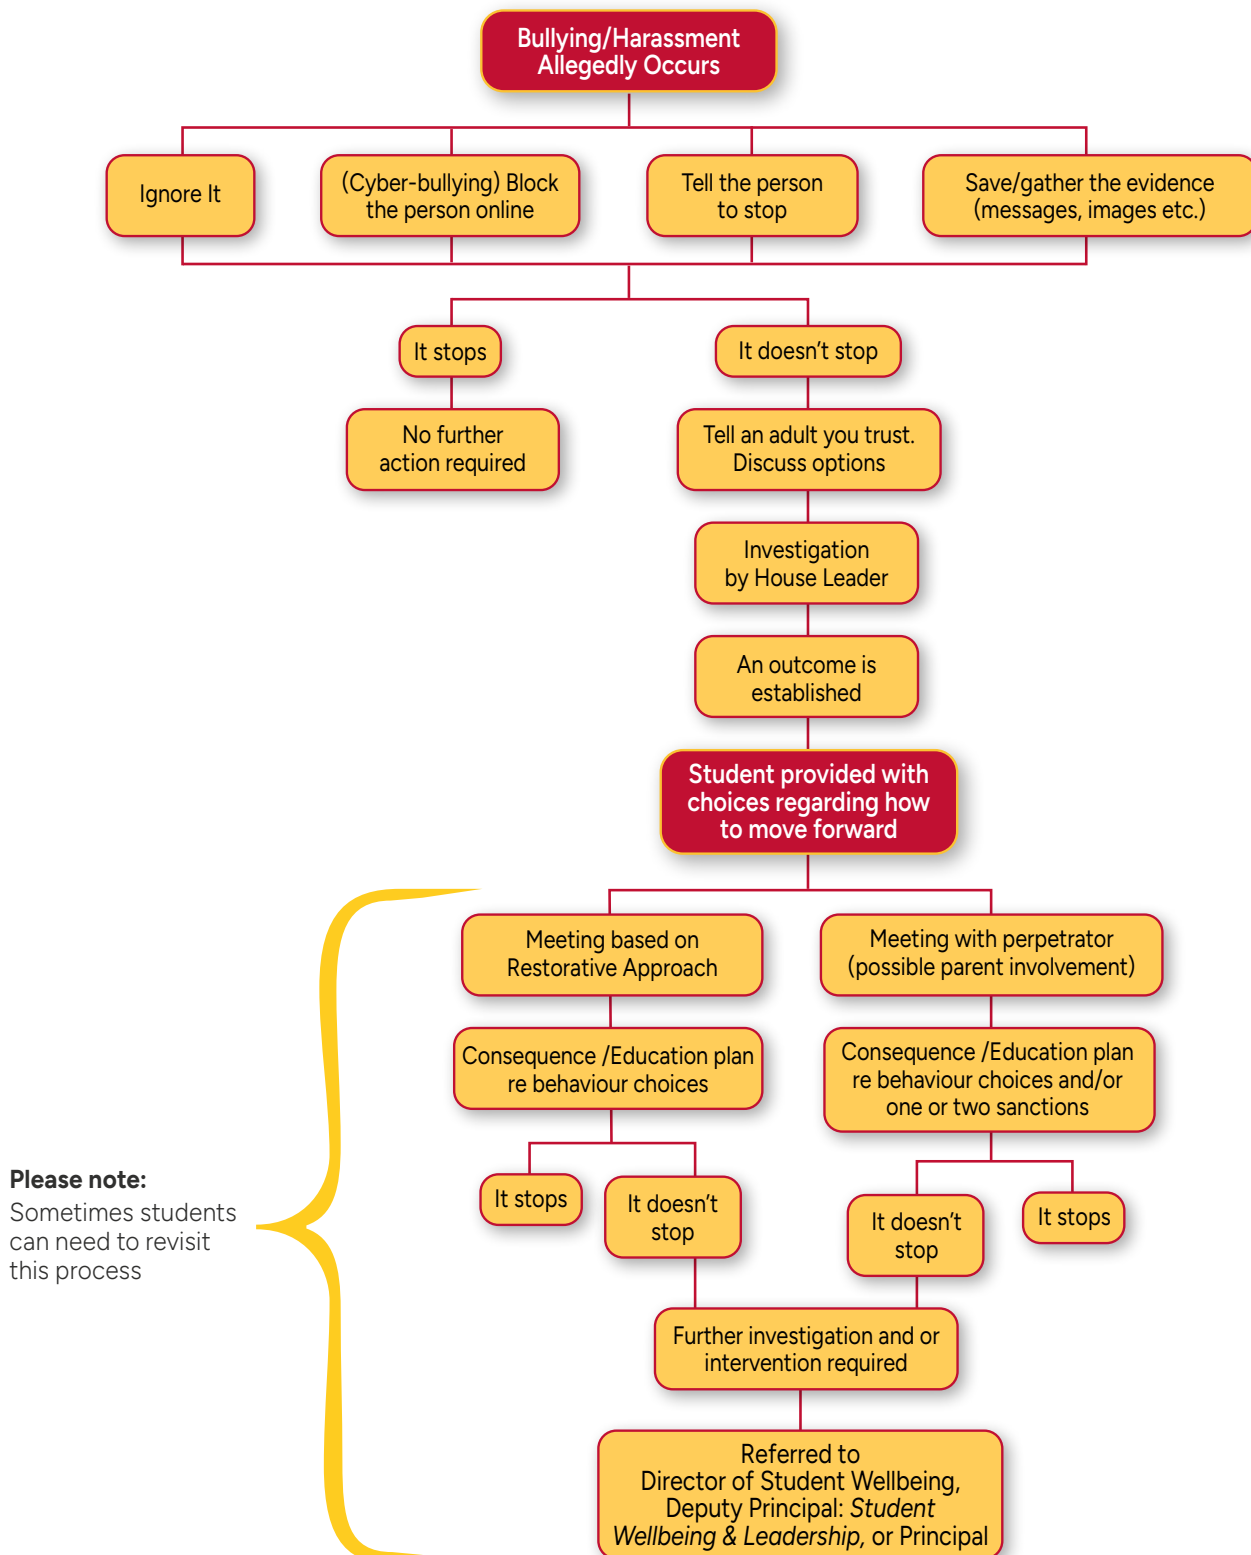 Bullying/Harassment
Allegedly Occurs
Ignore It
(Cyber-bullying) Block
the person online
Tell the person
to stop
Save/gather the evidence
(messages, images etc.)
It stops
It doesn't stop
No further
action required
Tell an adult you trust.
Discuss options
Investigation
by House Leader
An outcome is
established
Student provided with
choices regarding how
to move forward
Meeting based on
Restorative Approach
Meeting with perpetrator
(possible parent involvement)
Consequence /Education plan
re behaviour choices
Consequence /Education plan
re behaviour choices and/or
one or two sanctions
It stops
It doesn't
stop
It doesn't
stop
It stops
Please note:
Sometimes students
can need to revisit
this process
Further investigation and or
intervention required
Referred to
Director of Student Wellbeing,
Deputy Principal: Student
Wellbeing & Leadership, or Principal